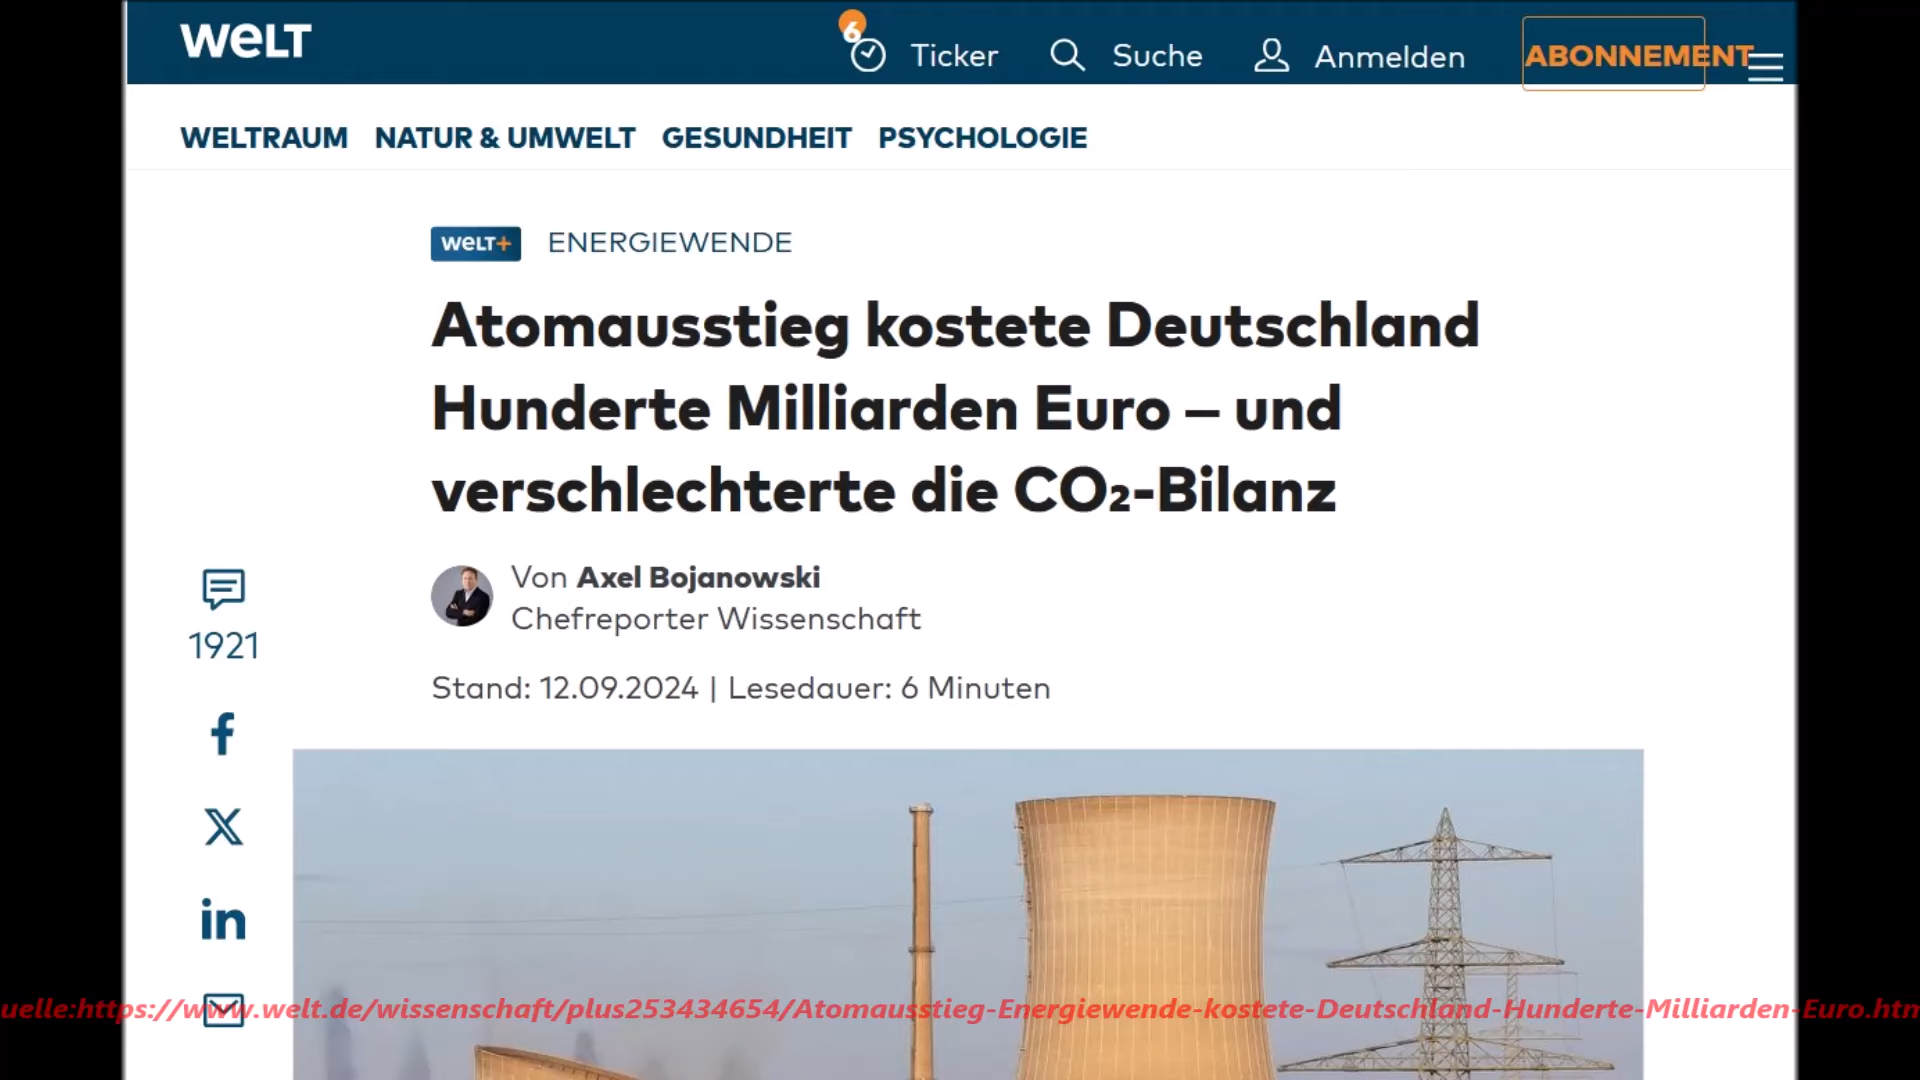 WELT
6
Ticker
Suche
Anmelden
ABONNEMENT
WELTRAUM NATUR & UMWELT GESUNDHEIT PSYCHOLOGIE
WELT+ ENERGIEWENDE
Atomausstieg kostete Deutschland
Hunderte Milliarden Euro – und
verschlechterte die CO₂-Bilanz
Von Axel Bojanowski
Chefreporter Wissenschaft
1921
Stand: 12.09.2024 | Lesedauer: 6 Minuten
uelle:https://www.welt.de/wissenschaft/plus253434654/Atomausstieg-Energiewende-kostete-Deutschland-Hunderte-Milliarden-Euro.htm